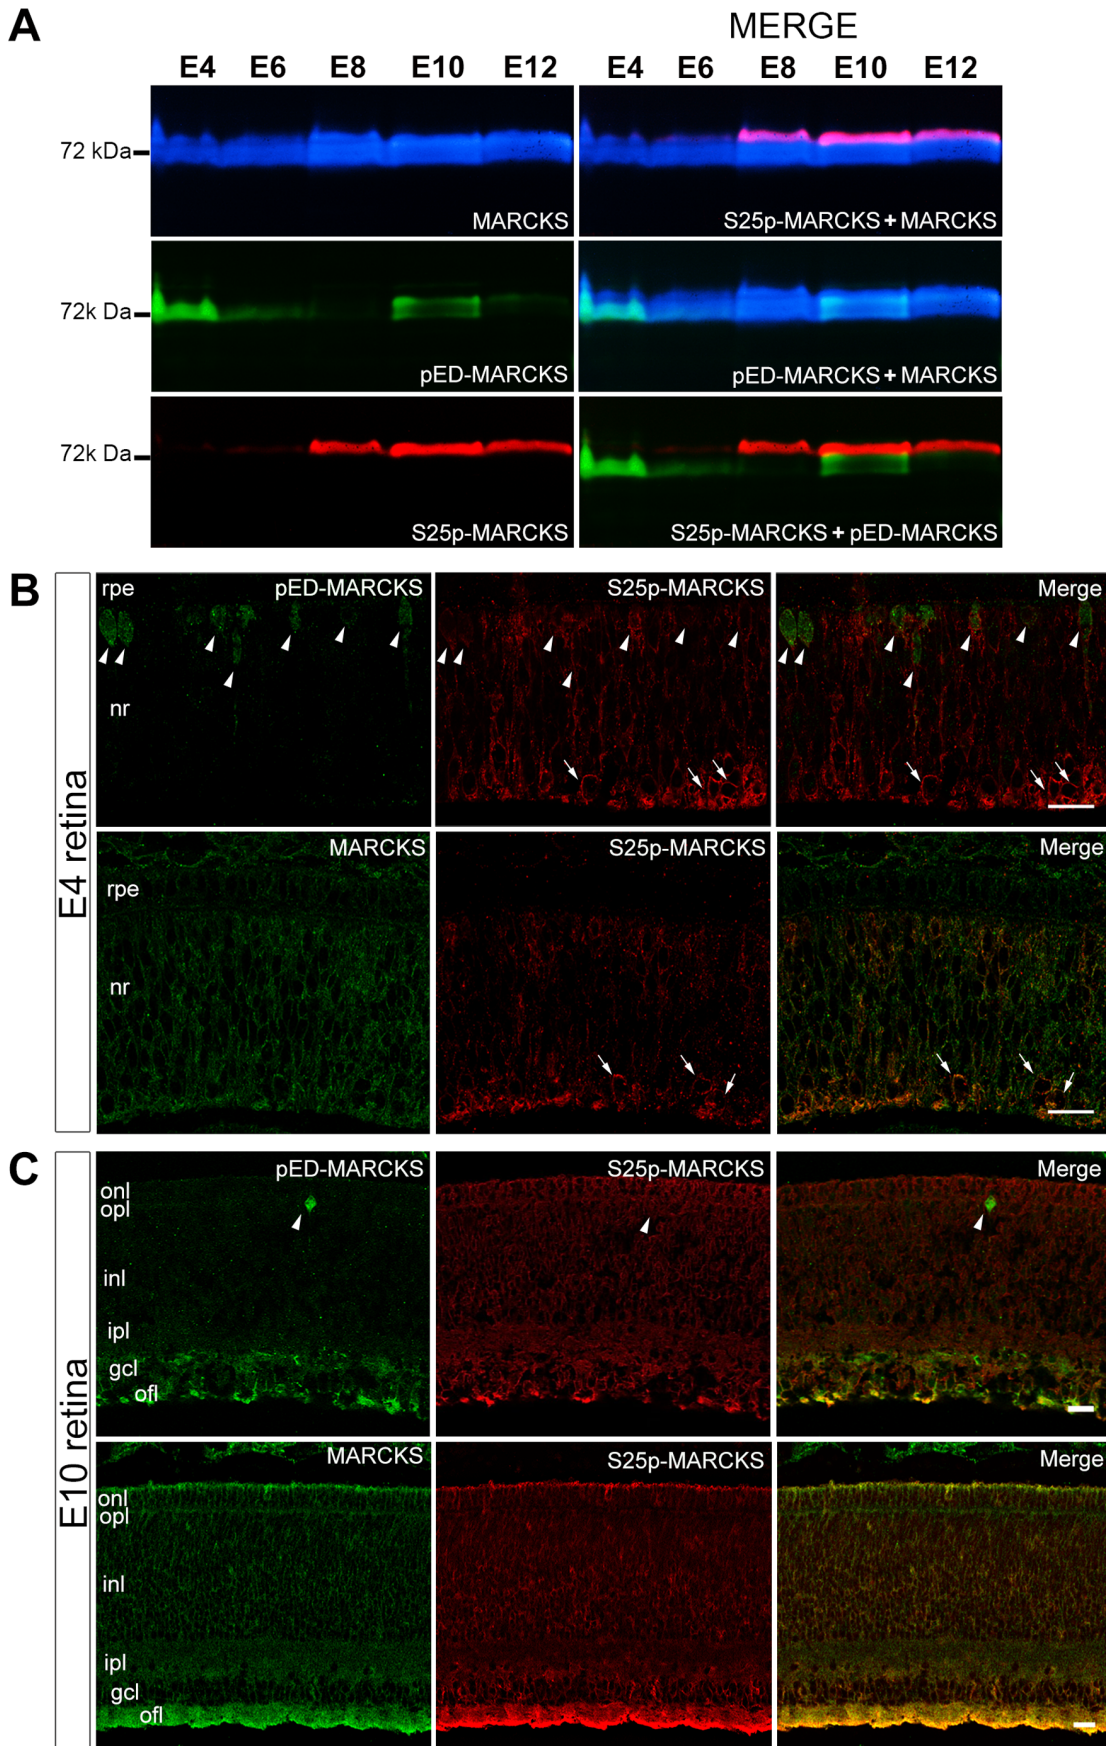 A
MERGE
E4 E6 E8 E10 E12 E4 E6 E8 E10 E12
72 kDa
MARCKS
S25p-MARCKS+MARCKS
72k Da
pED-MARCKS
pED-MARCKS+MARCKS
72k Da
S25p-MARCKS
S25p-MARCKS+pED-MARCKS
B
E4 retina
rpe
pED-MARCKS
S25p-MARCKS
Merge
nr
MARCKS
S25p-MARCKS
Merge
rpe
nr
C
E10 retina
pED-MARCKS
S25p-MARCKS
Merge
onl
opl
inl
ipl
gcl
ofl
MARCKS
S25p-MARCKS
Merge
onl
opl
inl
ipl
gcl
ofl